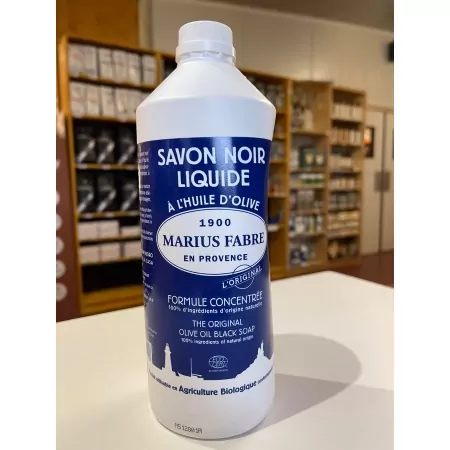 SAVON NOIR
LIQUIDE
À L'HUILE D'OLIVE
1900
MARIUS FABRE
EN PROVENCE
L'ORIGINAL
FORMULE CONCENTRÉE
100% d'ingrédients d'origine naturelle
THE ORIGINAL
OLIVE OIL BLACK SOAP
100% ingredients of natural origin
en Agriculture Biologique